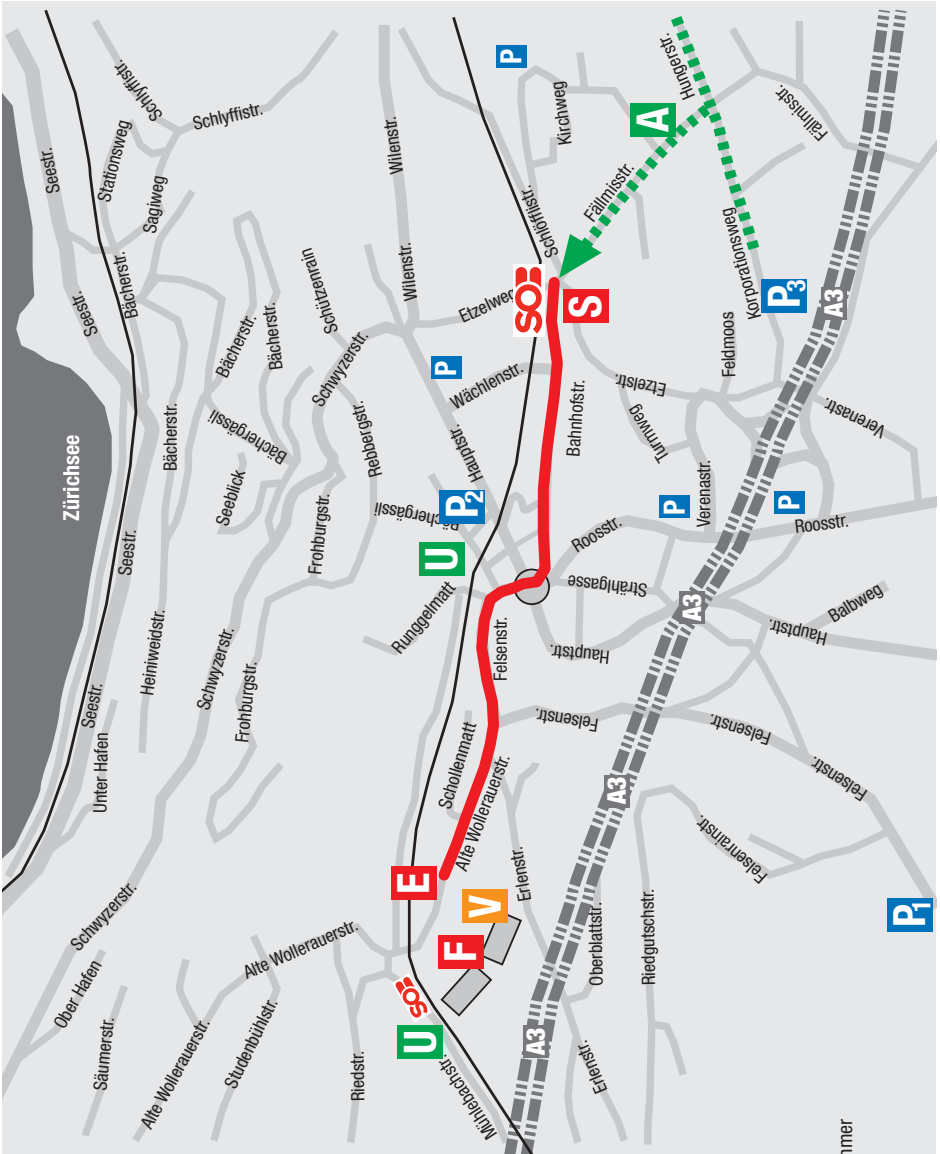 Seestr.
Schlyffistr.
Schlyffistr.
Stationsweg
Sagiweg
Wilenstr.
P
Kirchweg
Hungerstr.
A
Fällmisstr.
Fällmisstr.
Schlöfflistr.
Korporationsweg
Seestr.
Bächerstr.
Wilenstr.
Schützenrain
Etzelweg
SOB
S
P3
A3
Bächerstr.
Bächerstr.
Schwyzerstr.
Feldmoos
P
Wächlenstr.
Etzelstr.
Bahnhofstr.
Turmweg
Verenastr.
Zürichsee
Bächerstr.
Bächergässli
Rebbergstr.
Hauptstr.
Seeblick
Bächergässli
P2
Verenastr.
P
P
Roosstr.
Roosstr.
Seestr.
Frohburgstr.
U
Strählgasse
A3
Balbweg
Heiniweidstr.
Schwyzerstr.
Runggelmatt
Felsenstr.
Hauptstr.
Hauptstr.
Seestr.
Frohburgstr.
Felsenstr.
Felsenstr.
Unter Hafen
Schollenmatt
Alte Wollerauerstr.
A3
Felsenstr.
Felsenrainstr.
Erlenstr.
E
V
P1
Schwyzerstr.
Alte Wollerauerstr.
F
Oberblattstr.
Riedgutschstr.
Ober Hafen
SOB
U
A3
Säumerstr.
Alte Wollerauerstr.
Studenbühlstr.
Riedstr.
Mühlebachstr.
Erlenstr.
mmer